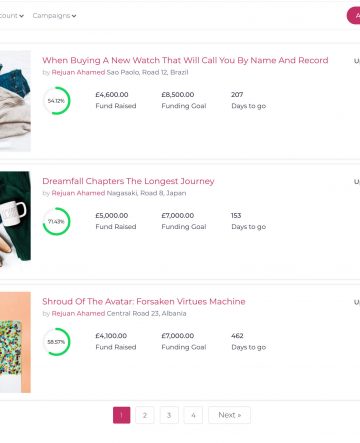 count
Campaigns
A
When Buying A New Watch That Will Call You By Name And Record
by Rejuan Ahamed Sao Paolo, Road 12, Brazil
U
54.12%
£4,600.00 £8,500.00 207
Fund Raised Funding Goal Days to go
Dreamfall Chapters The Longest Journey
by Rejuan Ahamed Nagasaki, Road 8, Japan
U
71.43%
£5,000.00 £7,000.00 153
Fund Raised Funding Goal Days to go
Shroud Of The Avatar: Forsaken Virtues Machine
by Rejuan Ahamed Central Road 23, Albania
U
58.57%
£4,100.00 £7,000.00 462
Fund Raised Funding Goal Days to go
1 2 3 4 Next »